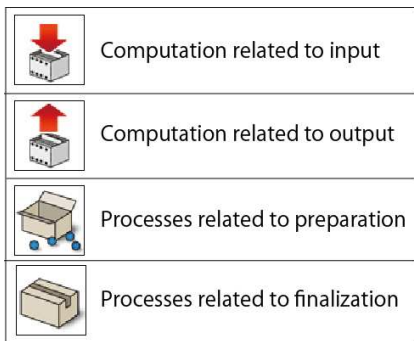 Computation related to input
Computation related to output
Processes related to preparation
Processes related to finalization